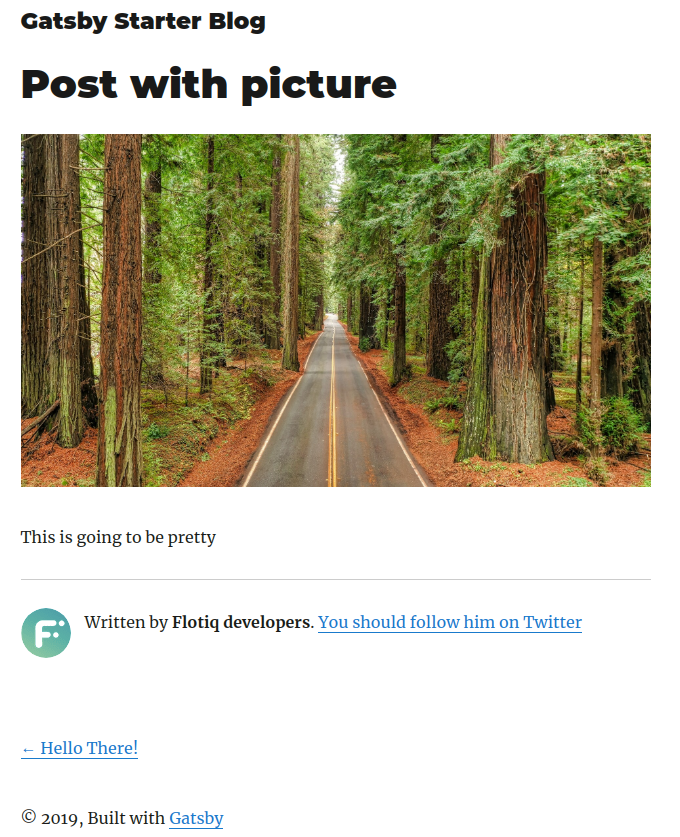 Gatsby Starter Blog
Post with picture
This is going to be pretty
F
Written by Flotiq developers. You should follow him on Twitter
← Hello There!
© 2019, Built with Gatsby